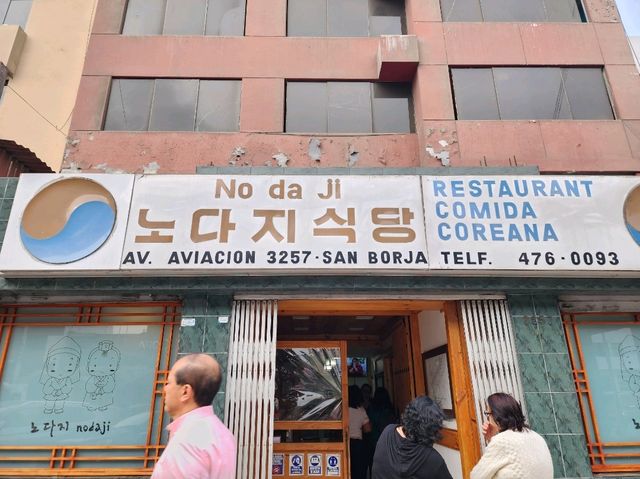 No da Ji
노다지식당
AV. AVIACION 3257 · SAN BORJA
RESTAURANT
COMIDA
COREANA
TELF. 476 · 0093
노다지 nodaji